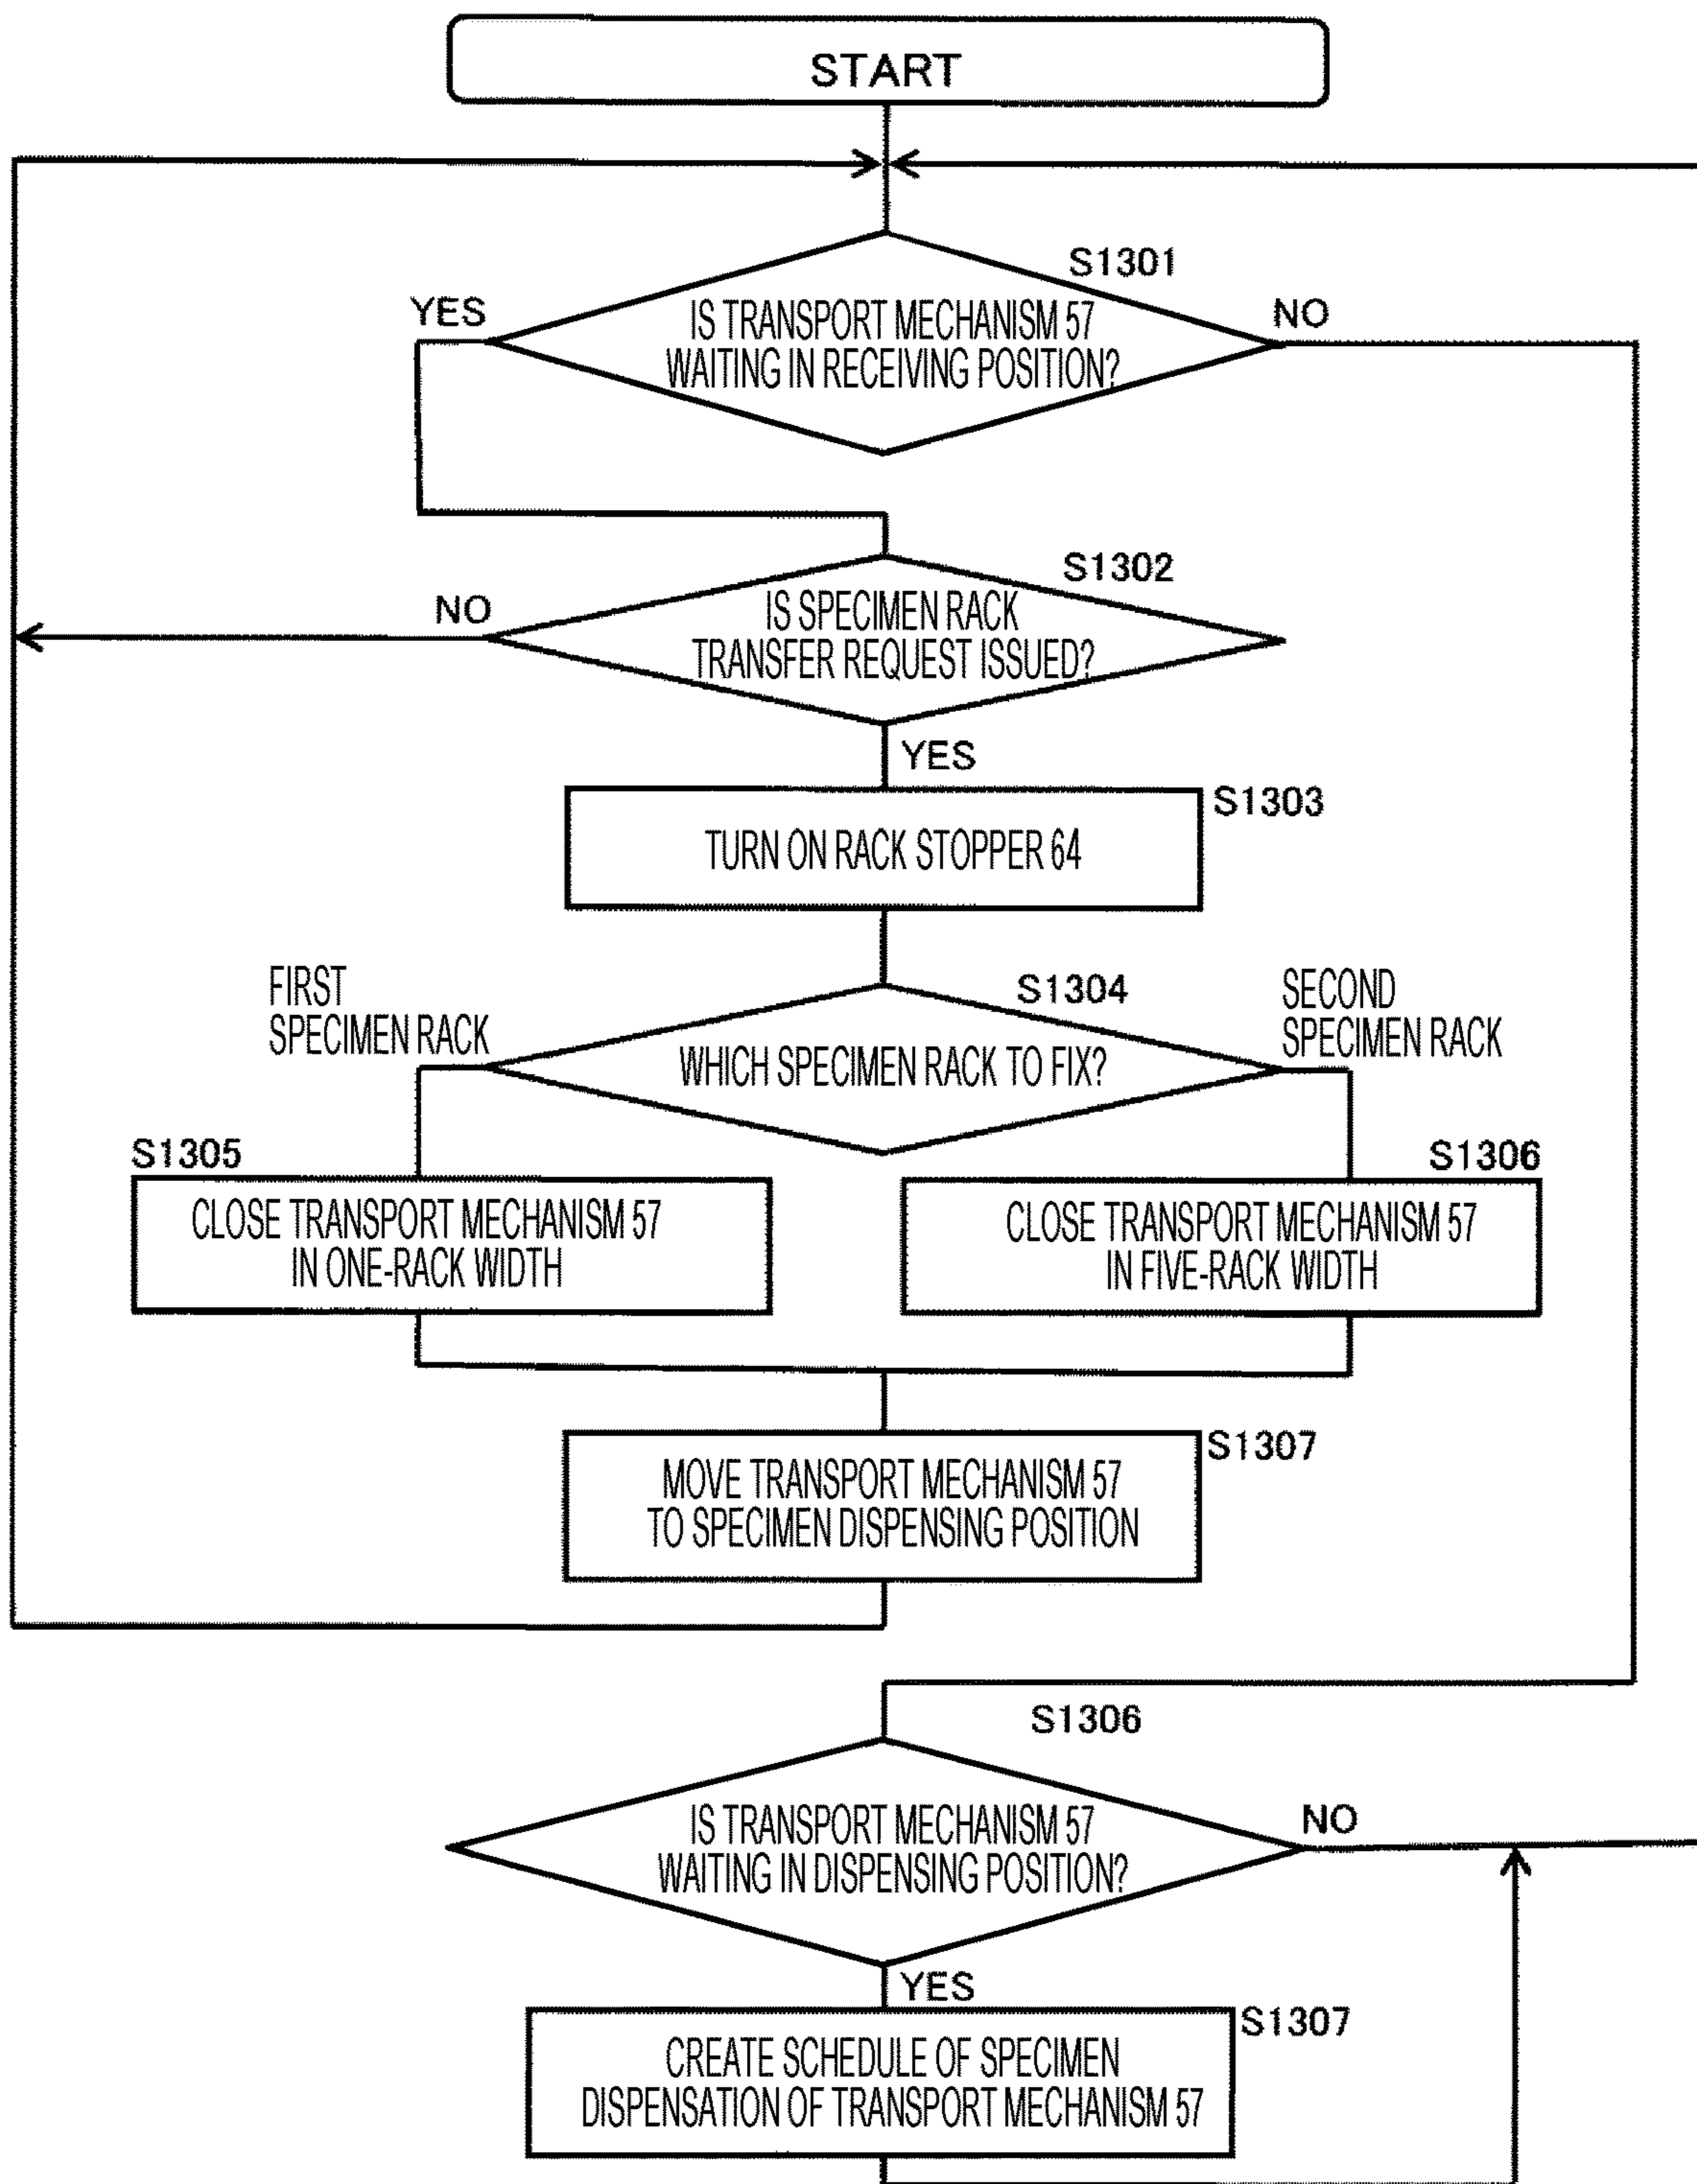 START
S1301
YES
IS TRANSPORT MECHANISM 57
NO
WAITING IN RECEIVING POSITION?
S1302
NO
IS SPECIMEN RACK
TRANSFER REQUEST ISSUED?
YES
S1303
TURN ON RACK STOPPER 64
FIRST
SPECIMEN RACK
S1304
SECOND
SPECIMEN RACK
WHICH SPECIMEN RACK TO FIX?
S1305
S1306
CLOSE TRANSPORT MECHANISM 57
IN ONE-RACK WIDTH
CLOSE TRANSPORT MECHANISM 57
IN FIVE-RACK WIDTH
S1307
MOVE TRANSPORT MECHANISM 57
TO SPECIMEN DISPENSING POSITION
S1306
IS TRANSPORT MECHANISM 57
WAITING IN DISPENSING POSITION?
NO
YES
S1307
CREATE SCHEDULE OF SPECIMEN
DISPENSATION OF TRANSPORT MECHANISM 57